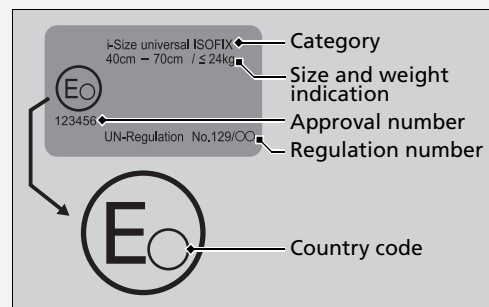 i-Size universal ISOFIX
40cm – 70cm / ≤ 24kg
E○
123456
UN-Regulation No.129/○○
Category
Size and weight
indication
Approval number
Regulation number
E○
Country code